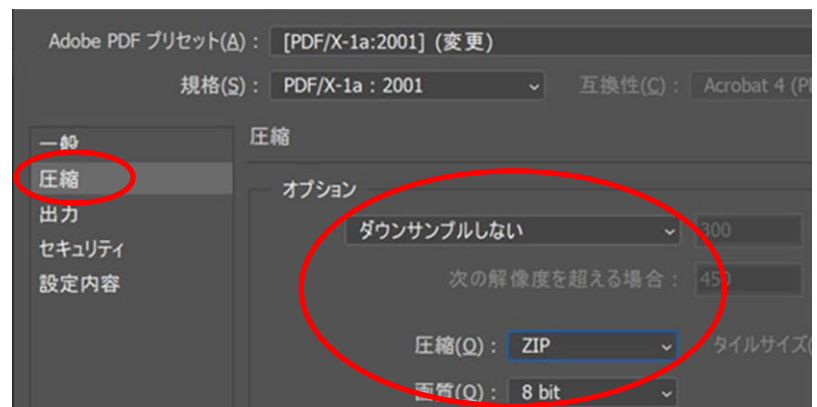 Adobe PDF プリセット(A)： [PDF/X-1a:2001] (変更)
規格(S)： PDF/X-1a : 2001 互換性(C)： Acrobat 4
一般
圧縮
出力
セキュリティ
設定内容
圧縮
オプション
ダウンサンプルしない 300
次の解像度を超える場合： 450
圧縮(O)： ZIP タイルサイズ
画質(Q)： 8 bit